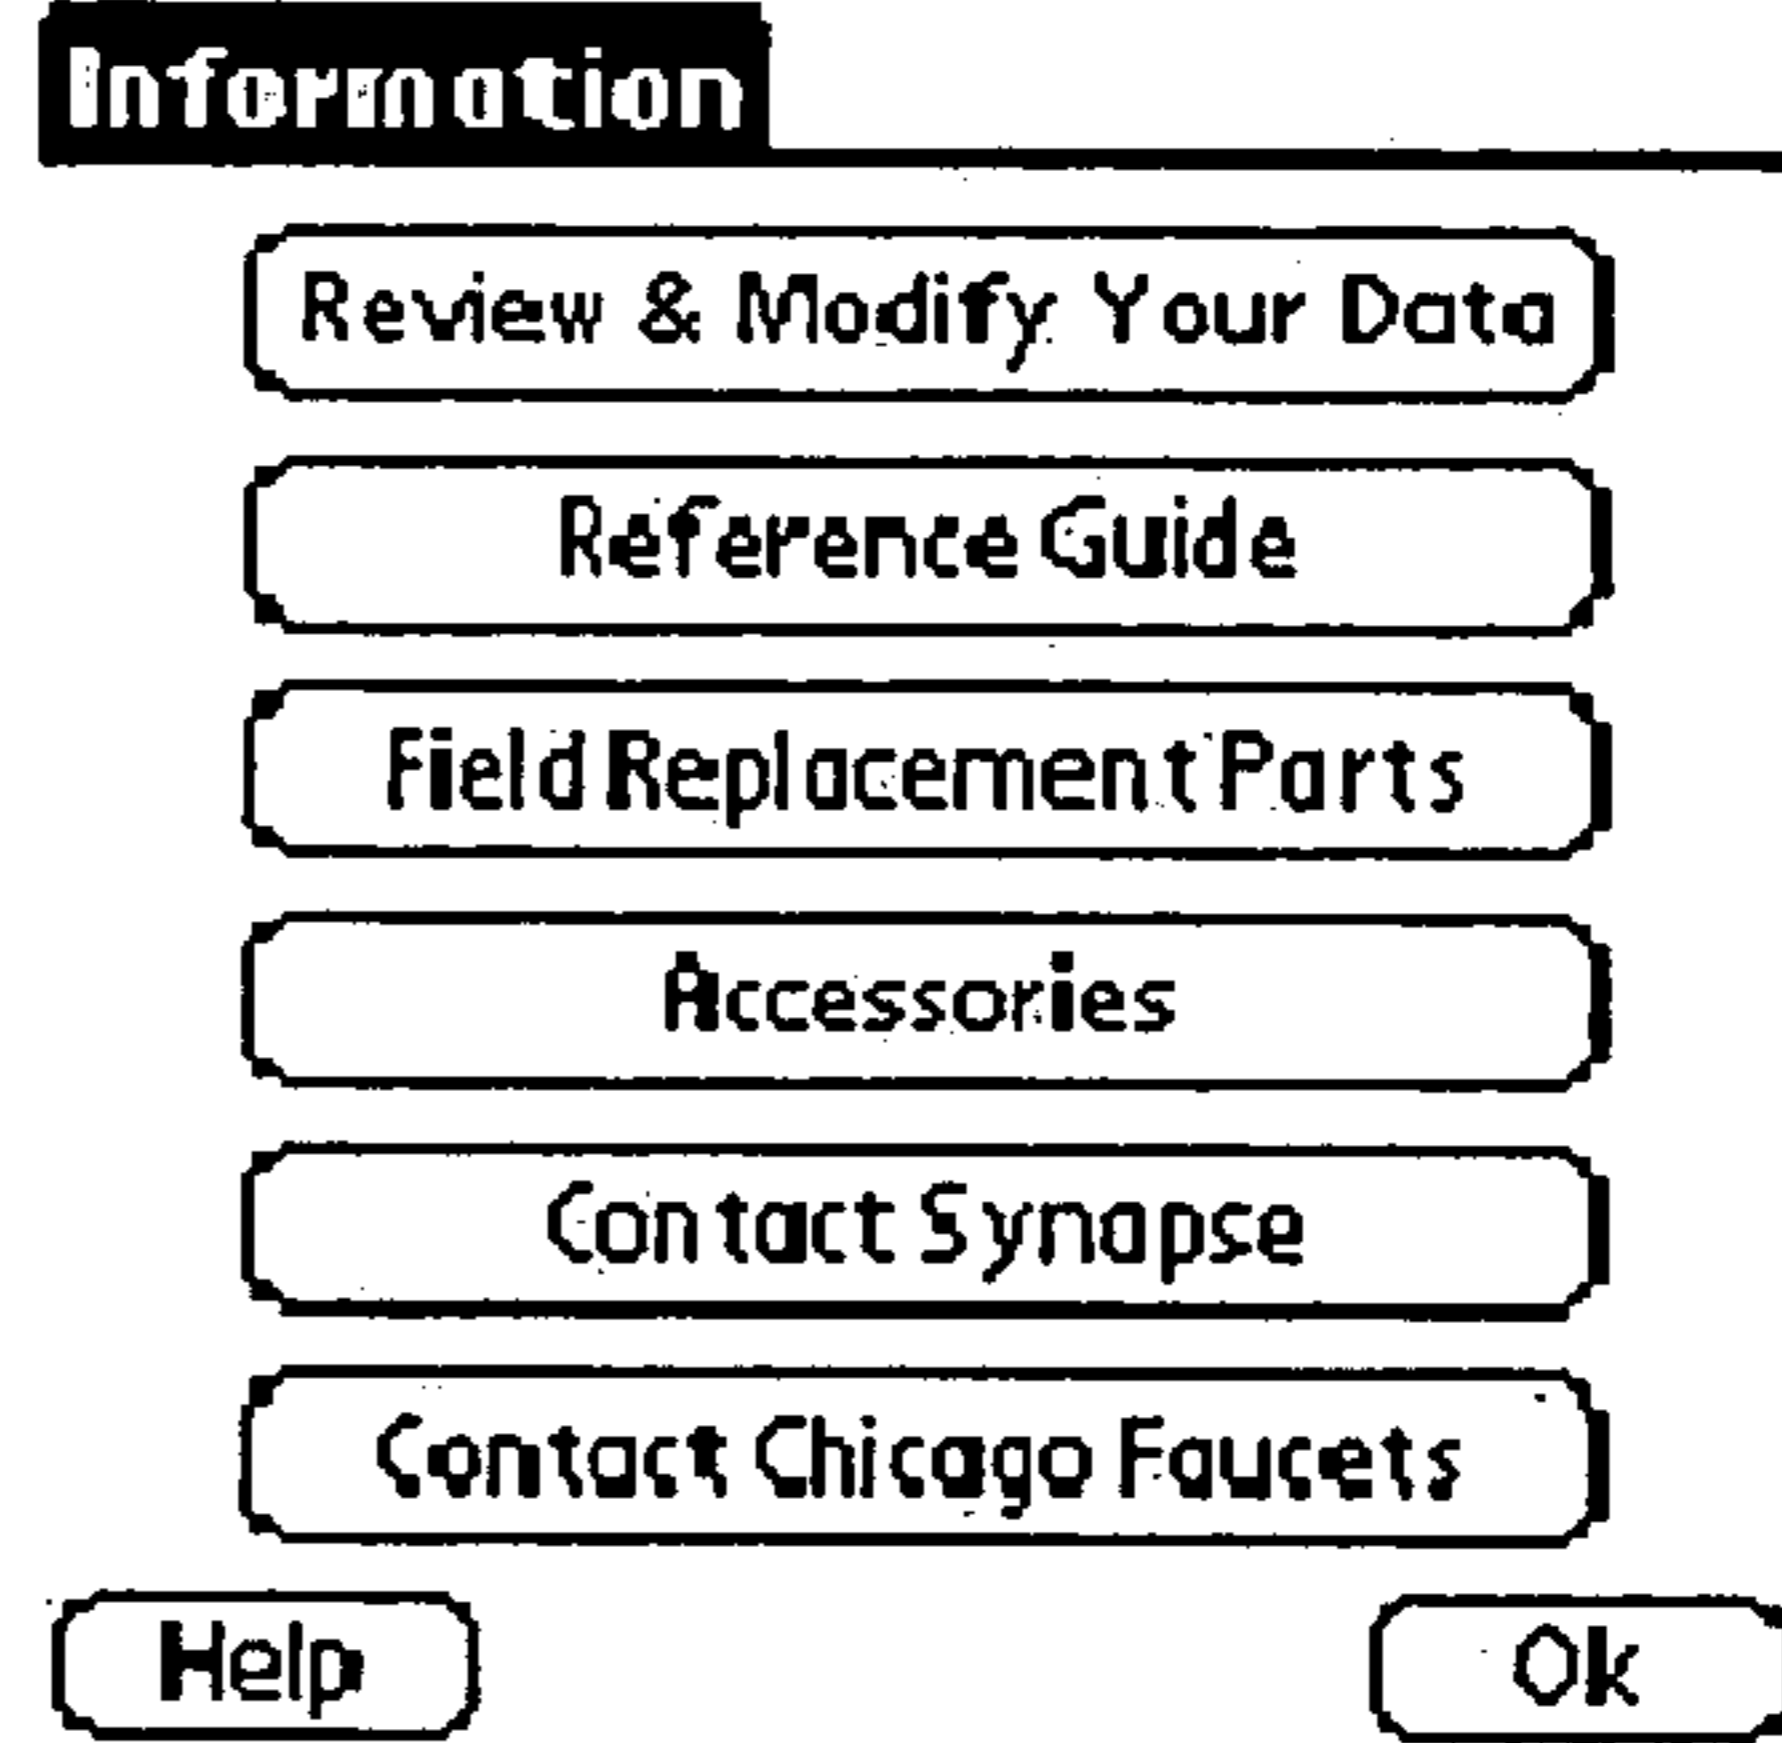 Information
Review & Modify Your Data
Reference Guide
Field Replacement Parts
Accessories
Contact Synapse
Contact Chicago Faucets
Help Ok